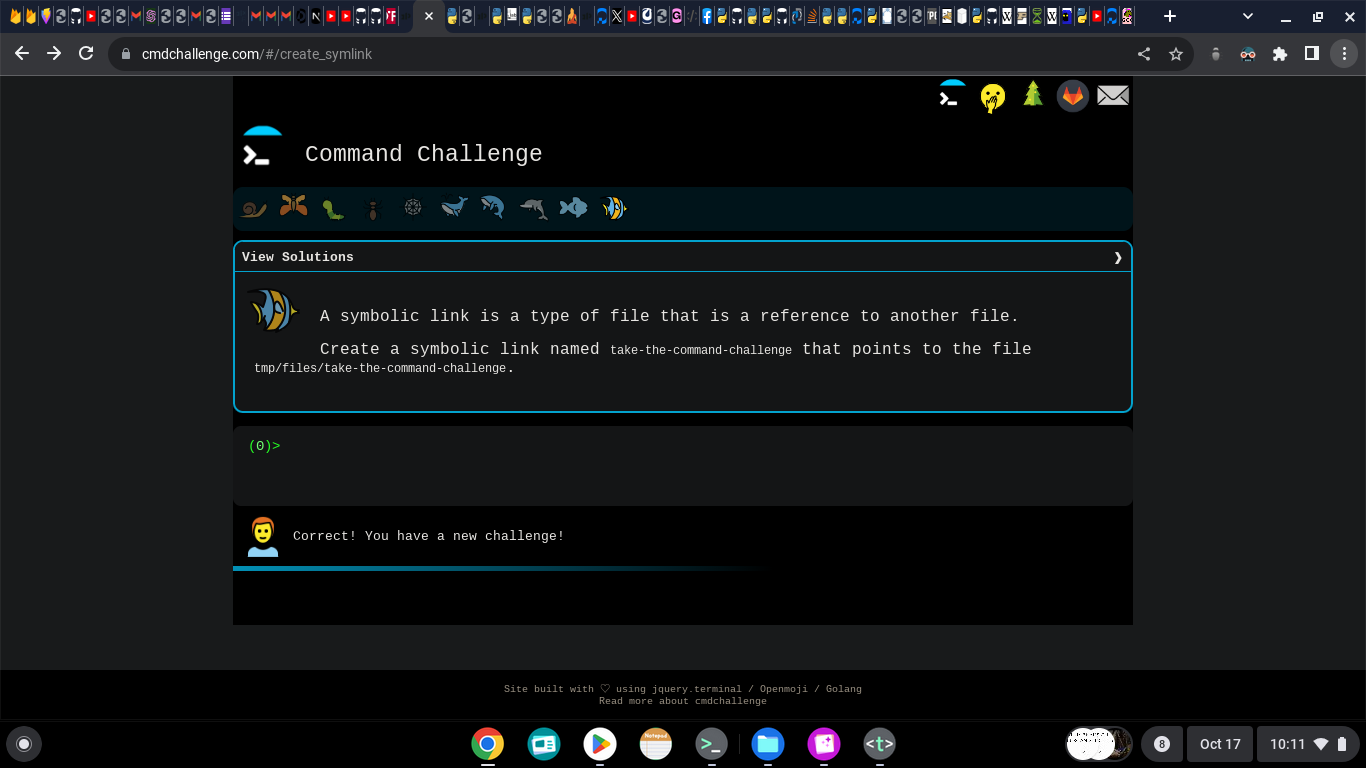 cmdchallenge.com/#/create_symlink
Command Challenge
View Solutions
A symbolic link is a type of file that is a reference to another file.
Create a symbolic link named take-the-command-challenge that points to the file
tmp/files/take-the-command-challenge.
(0)>
Correct! You have a new challenge!
Site built with ♡ using jquery.terminal / Openmoji / Golang
Read more about cmdchallenge
Notepad
8
Oct 17
10:11